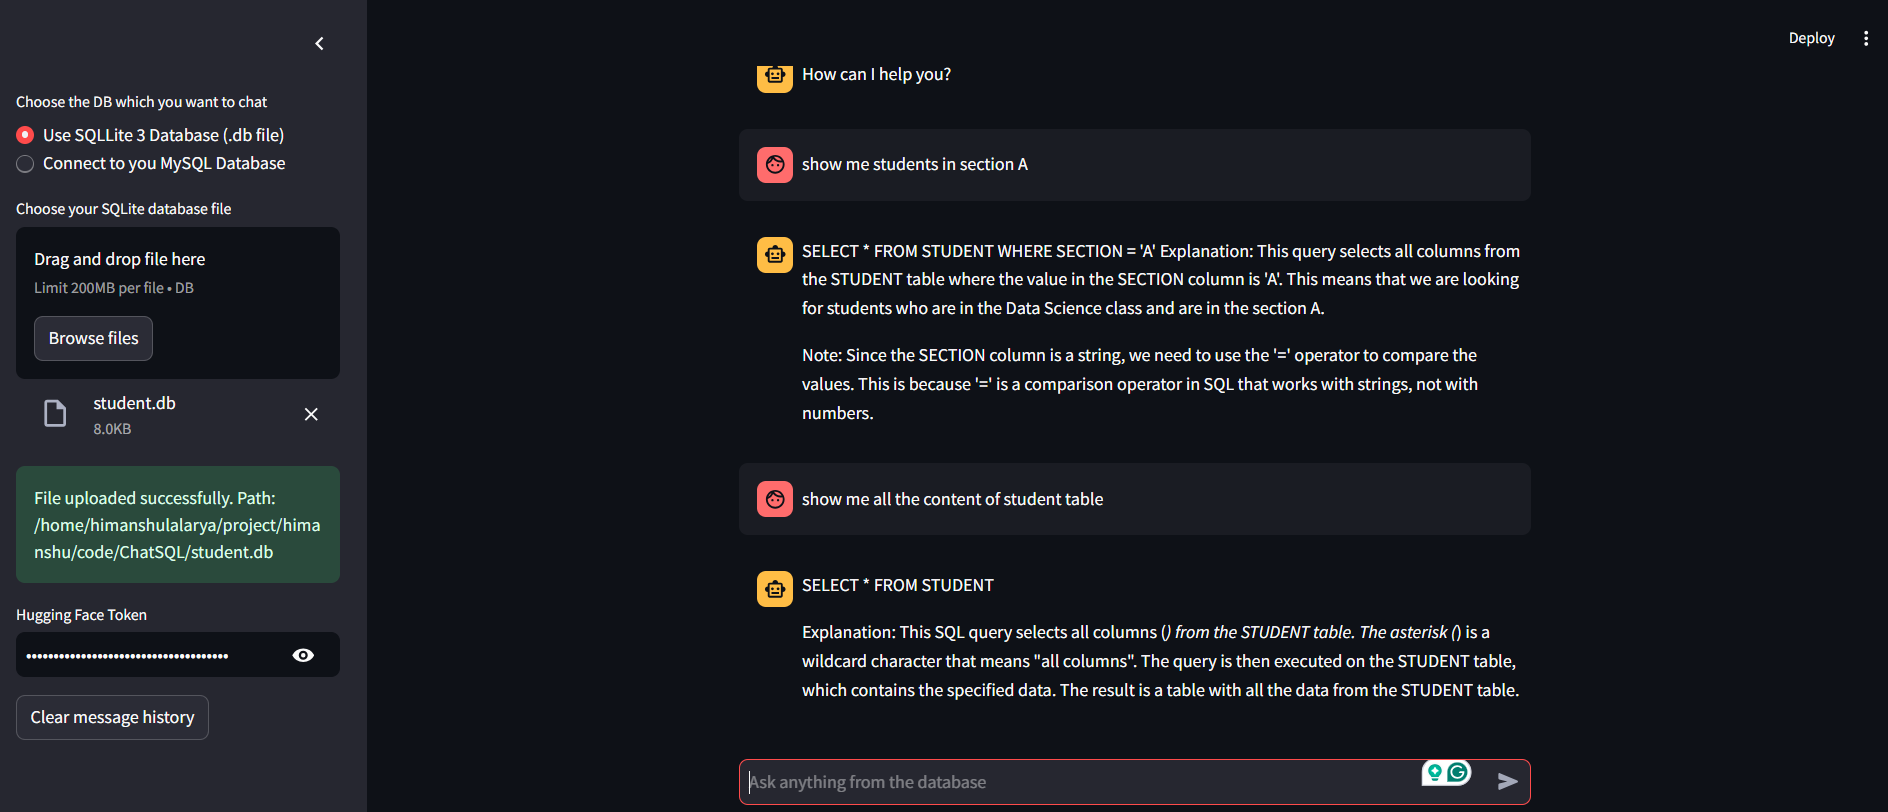 Deploy
Choose the DB which you want to chat
Use SQLLite 3 Database (.db file)
Connect to you MySQL Database
Choose your SQLite database file
Drag and drop file here
Limit 200MB per file • DB
Browse files
student.db
8.0KB
File uploaded successfully. Path:
/home/himanshulalarya/project/hima
nshu/code/ChatSQL/student.db
Hugging Face Token
Clear message history
How can I help you?
show me students in section A
SELECT * FROM STUDENT WHERE SECTION = 'A' Explanation: This query selects all columns from
the STUDENT table where the value in the SECTION column is 'A'. This means that we are looking
for students who are in the Data Science class and are in the section A.
Note: Since the SECTION column is a string, we need to use the '=' operator to compare the
values. This is because '=' is a comparison operator in SQL that works with strings, not with
numbers.
show me all the content of student table
SELECT * FROM STUDENT
Explanation: This SQL query selects all columns () from the STUDENT table. The asterisk () is a
wildcard character that means "all columns". The query is then executed on the STUDENT table,
which contains the specified data. The result is a table with all the data from the STUDENT table.
Ask anything from the database